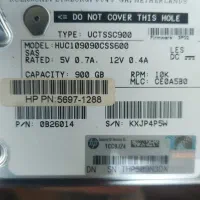 DO NOT COVER THIS HOLE
TYPE: UCTSSC900
MODEL: HUC109090CSS600
SAS
LES
DC
RATED: 5V 0.7A. 12V 0.4A
CAPACITY: 900 GB
RPM: 10K
MLC: CE0A5B0
HP PN.5697-1288
P/N: 0B26014
S/N: KXJP4P5W